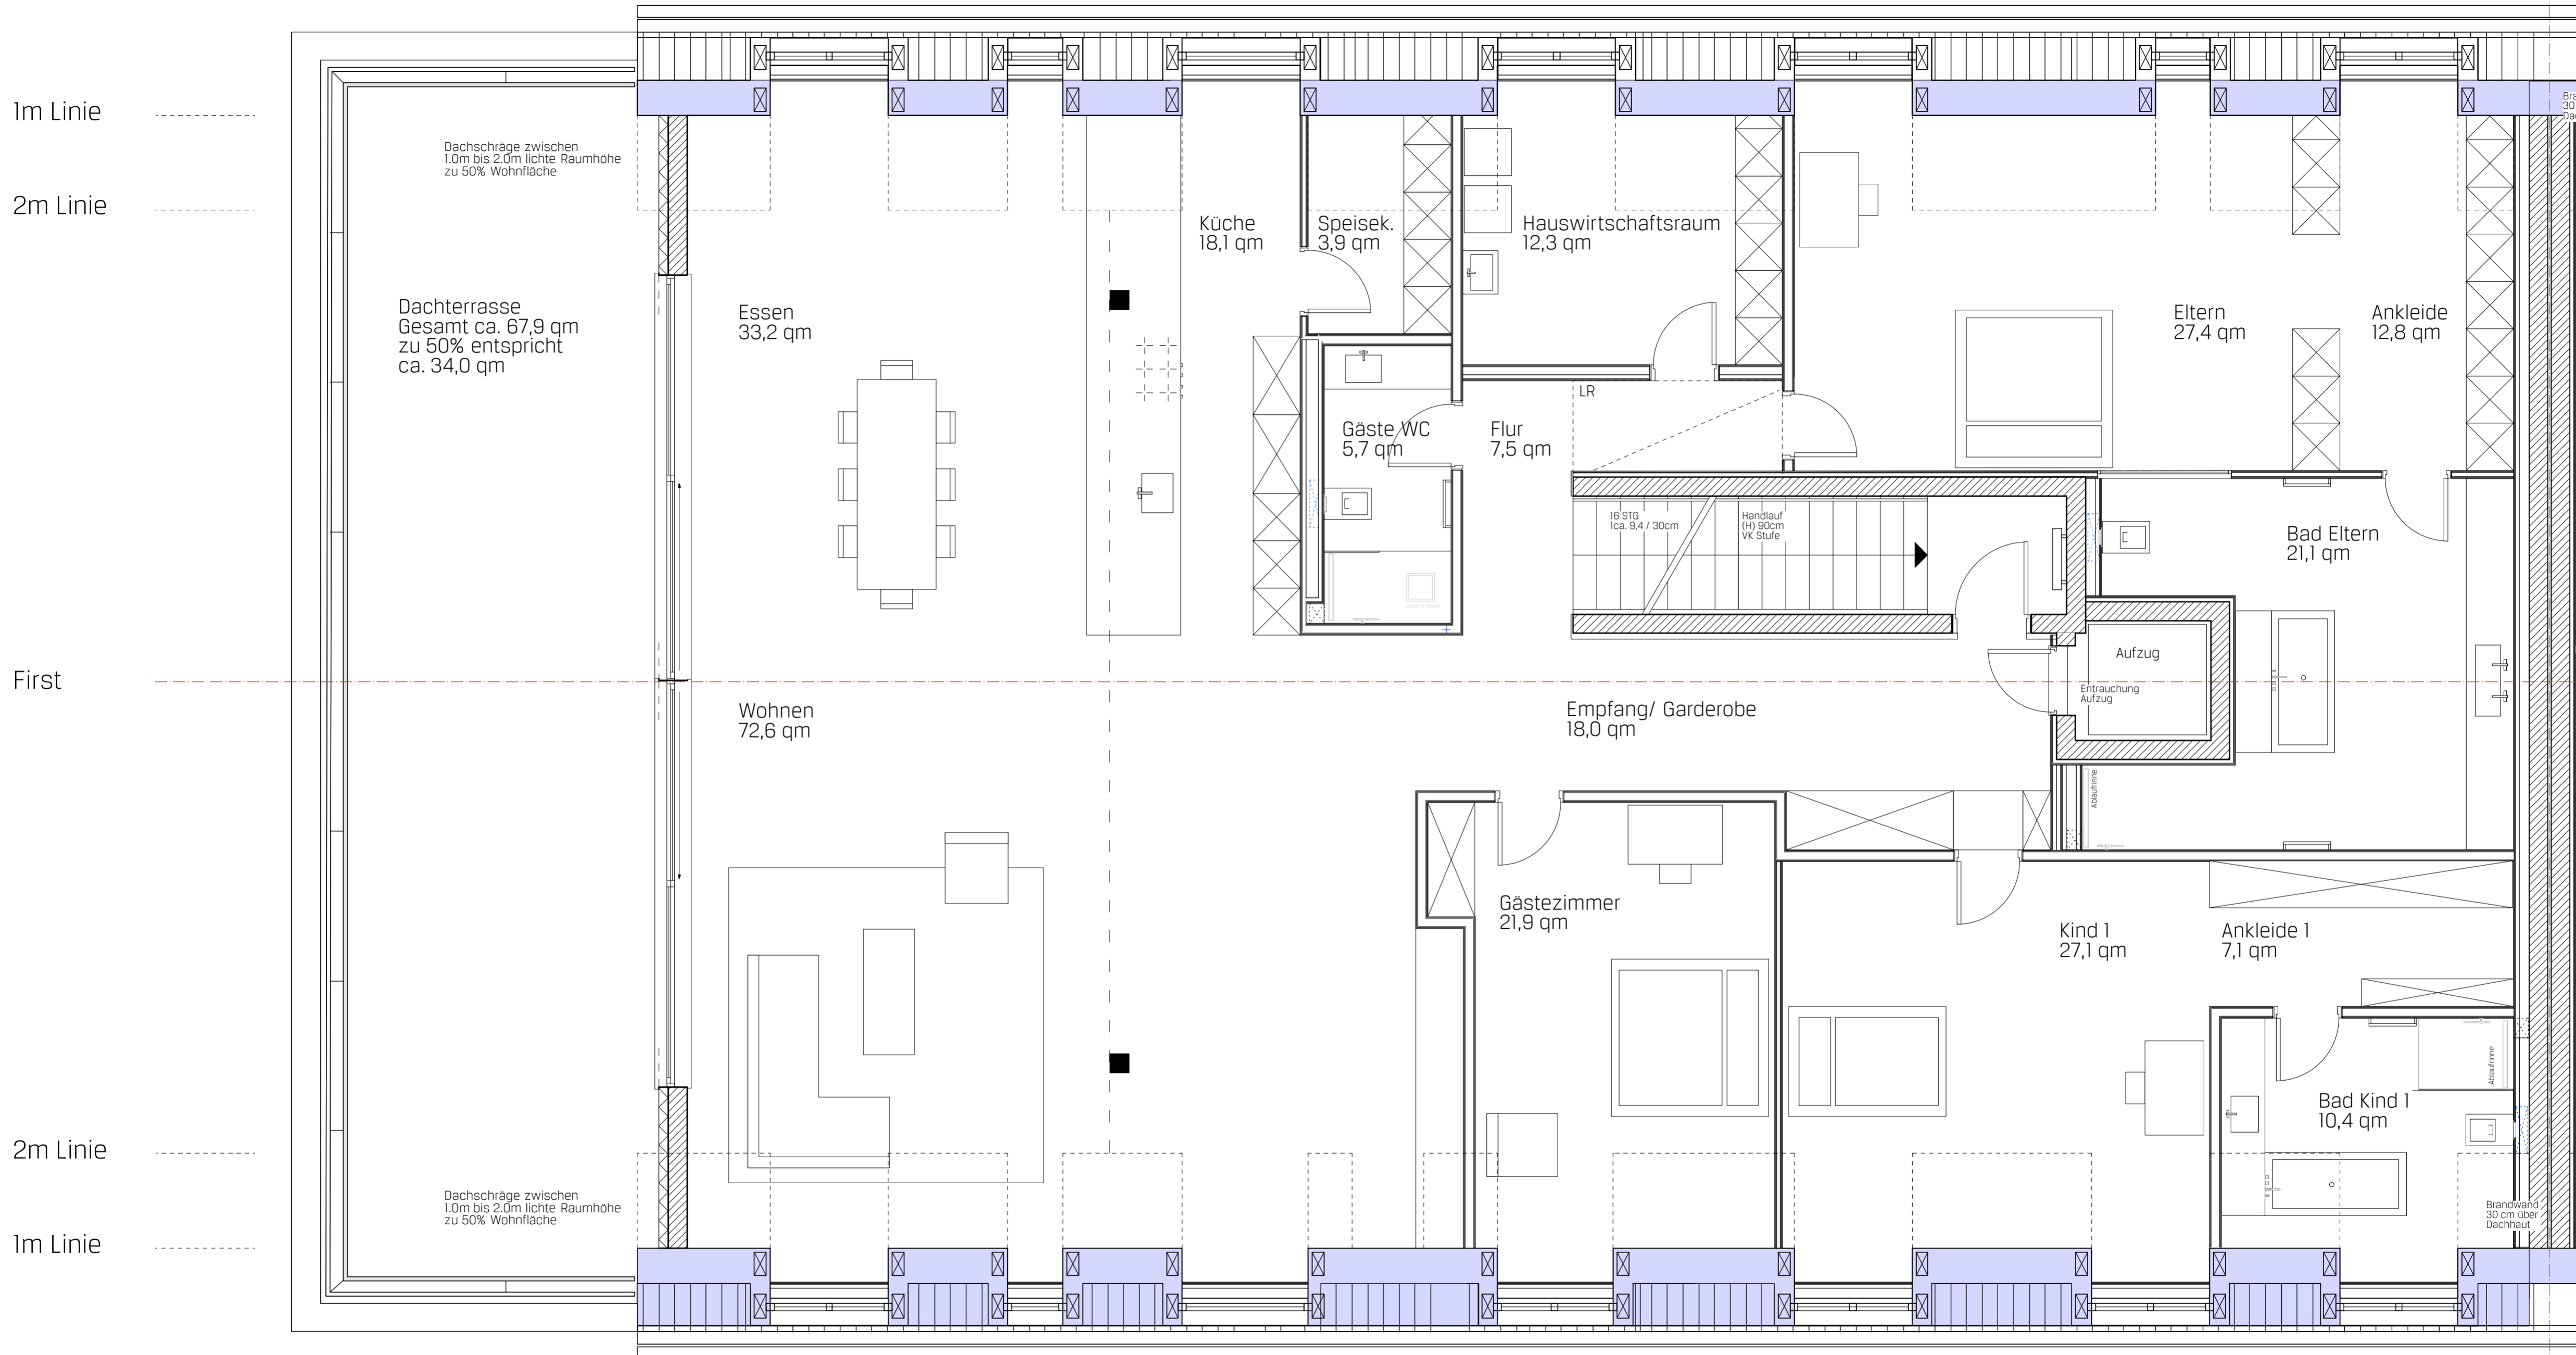 1m Linie
2m Linie
First
2m Linie
1m Linie
Dachschräge zwischen
1.0m bis 2.0m lichte Raumhöhe
zu 50% Wohnfläche
Dachterrasse
Gesamt ca. 67,9 qm
zu 50% entspricht
ca. 34,0 qm
Essen
33,2 qm
Küche
18,1 qm
Speisek.
3,9 qm
Hauswirtschaftsraum
12,3 qm
Eltern
27,4 qm
Ankleide
12,8 qm
LR
Gäste WC
5,7 qm
Flur
7,5 qm
16 STG
1ca. 9,4 / 30cm
Handlauf
(H) 90cm
VK Stufe
Bad Eltern
21,1 qm
Aufzug
Entrauchung
Aufzug
Wohnen
72,6 qm
Empfang/ Garderobe
18,0 qm
Ablaufrinne
Gästezimmer
21,9 qm
Kind 1
27,1 qm
Ankleide 1
7,1 qm
Ablaufrinne
Bad Kind 1
10,4 qm
Dachschräge zwischen
1.0m bis 2.0m lichte Raumhöhe
zu 50% Wohnfläche
Brandwand
30 cm über
Dachhaut